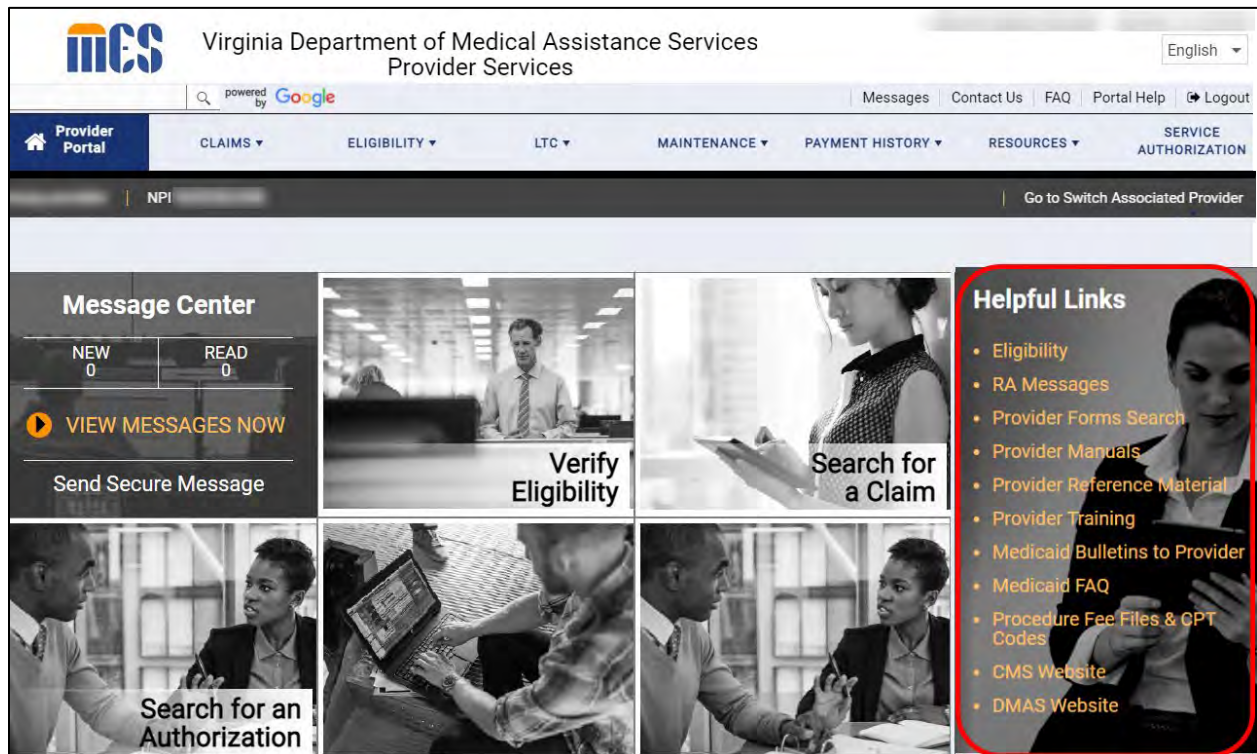 mes
Virginia Department of Medical Assistance Services
Provider Services
English
powered
by Google
Messages Contact Us FAQ Portal Help Logout
Provider
Portal
CLAIMS
ELIGIBILITY
LTC
MAINTENANCE
PAYMENT HISTORY
RESOURCES
SERVICE
AUTHORIZATION
NPI
Go to Switch Associated Provider
Message Center
NEW READ
0 0
VIEW MESSAGES NOW
Send Secure Message
Verify
Eligibility
Search for
a Claim
Search for an
Authorization
Helpful Links
• Eligibility
• RA Messages
• Provider Forms Search
• Provider Manuals
• Provider Reference Material
• Provider Training
• Medicaid Bulletins to Provider
• Medicaid FAQ
• Procedure Fee Files & CPT
Codes
• CMS Website
• DMAS Website